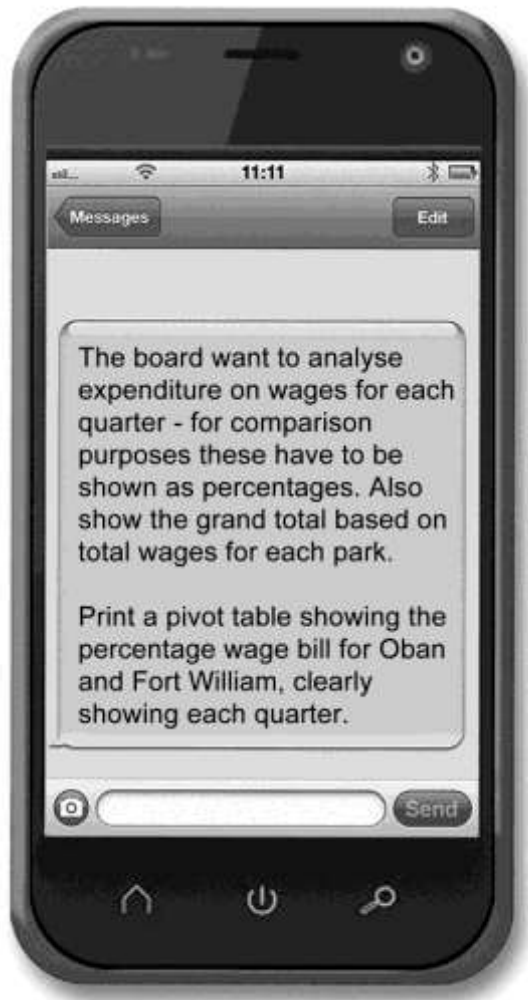 11:11
Messages
Edit
The board want to analyse
expenditure on wages for each
quarter - for comparison
purposes these have to be
shown as percentages. Also
show the grand total based on
total wages for each park.
Print a pivot table showing the
percentage wage bill for Oban
and Fort William, clearly
showing each quarter.
Send